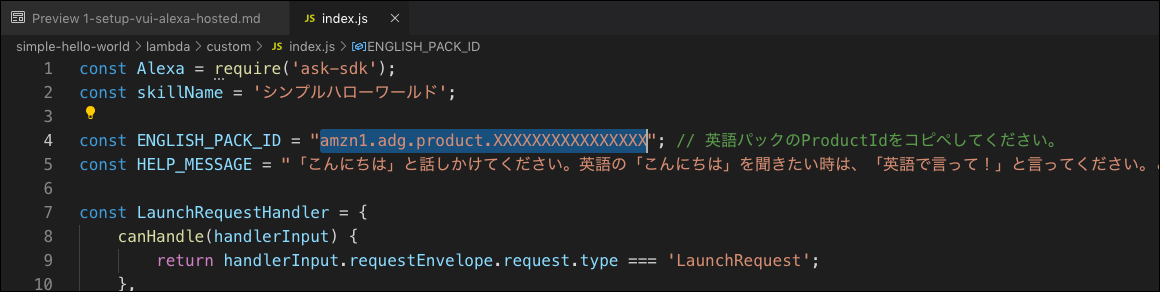 Preview 1-setup-vui-alexa-hosted.md JS index.js ×
simple-hello-world > lambda > custom > JS index.js > ENGLISH_PACK_ID
1 const Alexa = require('ask-sdk');
2 const skillName = 'シンプルハローワールド';
3
4 const ENGLISH_PACK_ID = "amzn1.adg.product.XXXXXXXXXXXXXXXX"; // 英語パックのProductIdをコピペしてください。
5 const HELP_MESSAGE = "「こんにちは」と話しかけてください。英語の「こんにちは」を聞きたい時は、「英語で言って！」と言ってください。
6
7 const LaunchRequestHandler = {
8 canHandle(handlerInput) {
9 return handlerInput.requestEnvelope.request.type === 'LaunchRequest';
10 },